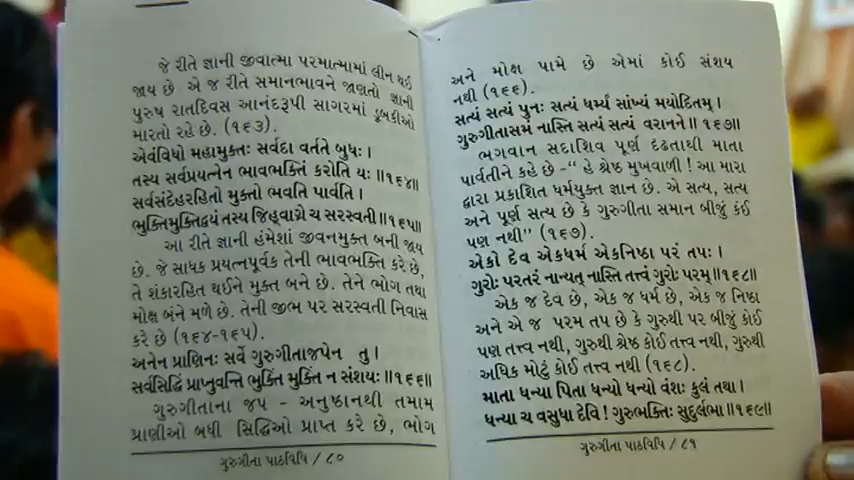 જે રીતે જ્ઞાની જીવાત્મા પરમાત્મામાં લીન થઈ
જાય છે એ જ રીતે સમાનભાવને જાણતો જ્ઞાની
પુરુષ રાતદિવસ આનંદરૂપી સાગરમાં ડૂબકીઓ
મારતો રહે છે. (૧૬૩).
એવંવિધો મહામુક્તઃ સર્વદા વર્તતે બુધઃ ।
તસ્ય સર્વપ્રયત્નેન ભાવભક્તિં કરોતિ યઃ ॥૧૬૪॥
સર્વસંદેહરહિતો મુક્તો ભવતિ પાર્વતિ ।
ભુક્તિમુક્તિદ્વયં તસ્ય જિહ્વાગ્રે ચ સરસ્વતી ॥૧૬૫॥
આ રીતે જ્ઞાની હંમેશાં જીવનમુક્ત બની જાય
છે. જે સાધક પ્રયત્નપૂર્વક તેની ભાવભક્તિ કરે છે,
તે શંકારહિત થઈને મુક્ત બને છે. તેને ભોગ તથા
મોક્ષ બંને મળે છે. તેની જીભ પર સરસ્વતી નિવાસ
કરે છે (૧૬૪-૧૬૫).
અનેન પ્રાણિનઃ સર્વે ગુરુગીતાજપેન તુ ।
સર્વસિદ્ધિં પ્રાપ્નુવન્તિ ભુક્તિં મુક્તિં ન સંશયઃ ॥૧૬૬॥
ગુરુગીતાના જપ - અનુષ્ઠાનથી તમામ
પ્રાણીઓ બધી સિદ્ધિઓ પ્રાપ્ત કરે છે, ભોગ
ગુરુગીતા પાઠવિધિ / ૮૦
અને મોક્ષ પામે છે એમાં કોઈ સંશય
નથી (૧૬૬).
સત્યં સત્યં પુનઃ સત્યં ધર્મ્યં સાંખ્યં મયોદિતમ્ ।
ગુરુગીતાસમં નાસ્તિ સત્યં સત્યં વરાનને ॥ ૧૬૭॥
ભગવાન સદાશિવ પૂર્ણ દૃઢતાથી માતા
પાર્વતીને કહે છે -“ હે શ્રેષ્ઠ મુખવાળી ! આ મારા
દ્વારા પ્રકાશિત ધર્મયુક્ત જ્ઞાન છે. એ સત્ય, સત્ય
અને પૂર્ણ સત્ય છે કે ગુરુગીતા સમાન બીજું કંઈ
પણ નથી” (૧૬૭).
એકો દેવ એકધર્મ એકનિષ્ઠા પરં તપઃ ।
ગુરોઃ પરતરં નાન્યત્ નાસ્તિ તત્ત્વં ગુરોઃ પરમ્ ॥૧૬૮॥
એક જ દેવ છે, એક જ ધર્મ છે, એક જ નિષ્ઠા
અને એ જ પરમ તપ છે કે ગુરુથી પર બીજું કોઈ
પણ તત્ત્વ નથી, ગુરુથી શ્રેષ્ઠ કોઈ તત્ત્વ નથી, ગુરુથી
અધિક મોટું કોઈ તત્ત્વ નથી (૧૬૮).
માતા ધન્યા પિતા ધન્યો ધન્યો વંશઃ કુલં તથા ।
ધન્યા ચ વસુધા દેવિ ! ગુરુભક્તિઃ સુદુર્લભા ॥૧૬૯॥
ગુરુગીતા પાઠવિધિ / ૮૧